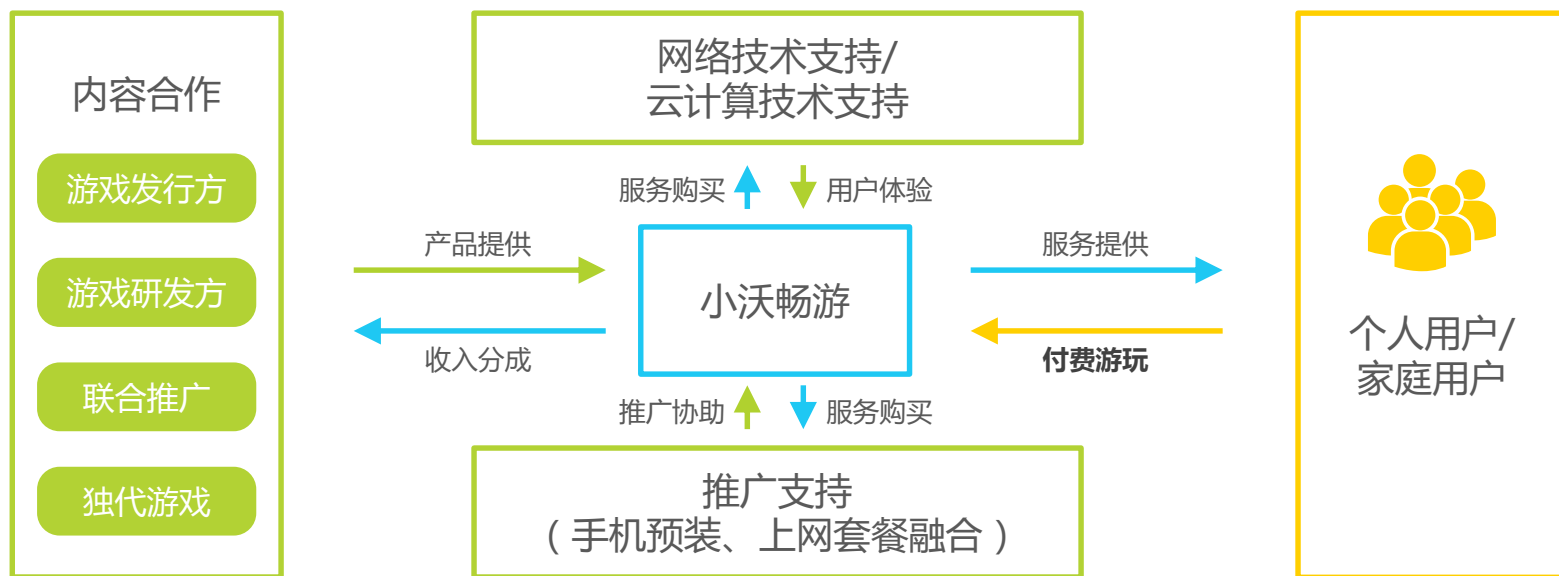 内容合作
游戏发行方
游戏研发方
联合推广
独代游戏
产品提供
收入分成
网络技术支持/
云计算技术支持
服务购买
用户体验
小沃畅游
推广协助
服务购买
推广支持
（手机预装、上网套餐融合）
服务提供
付费游玩
个人用户/
家庭用户